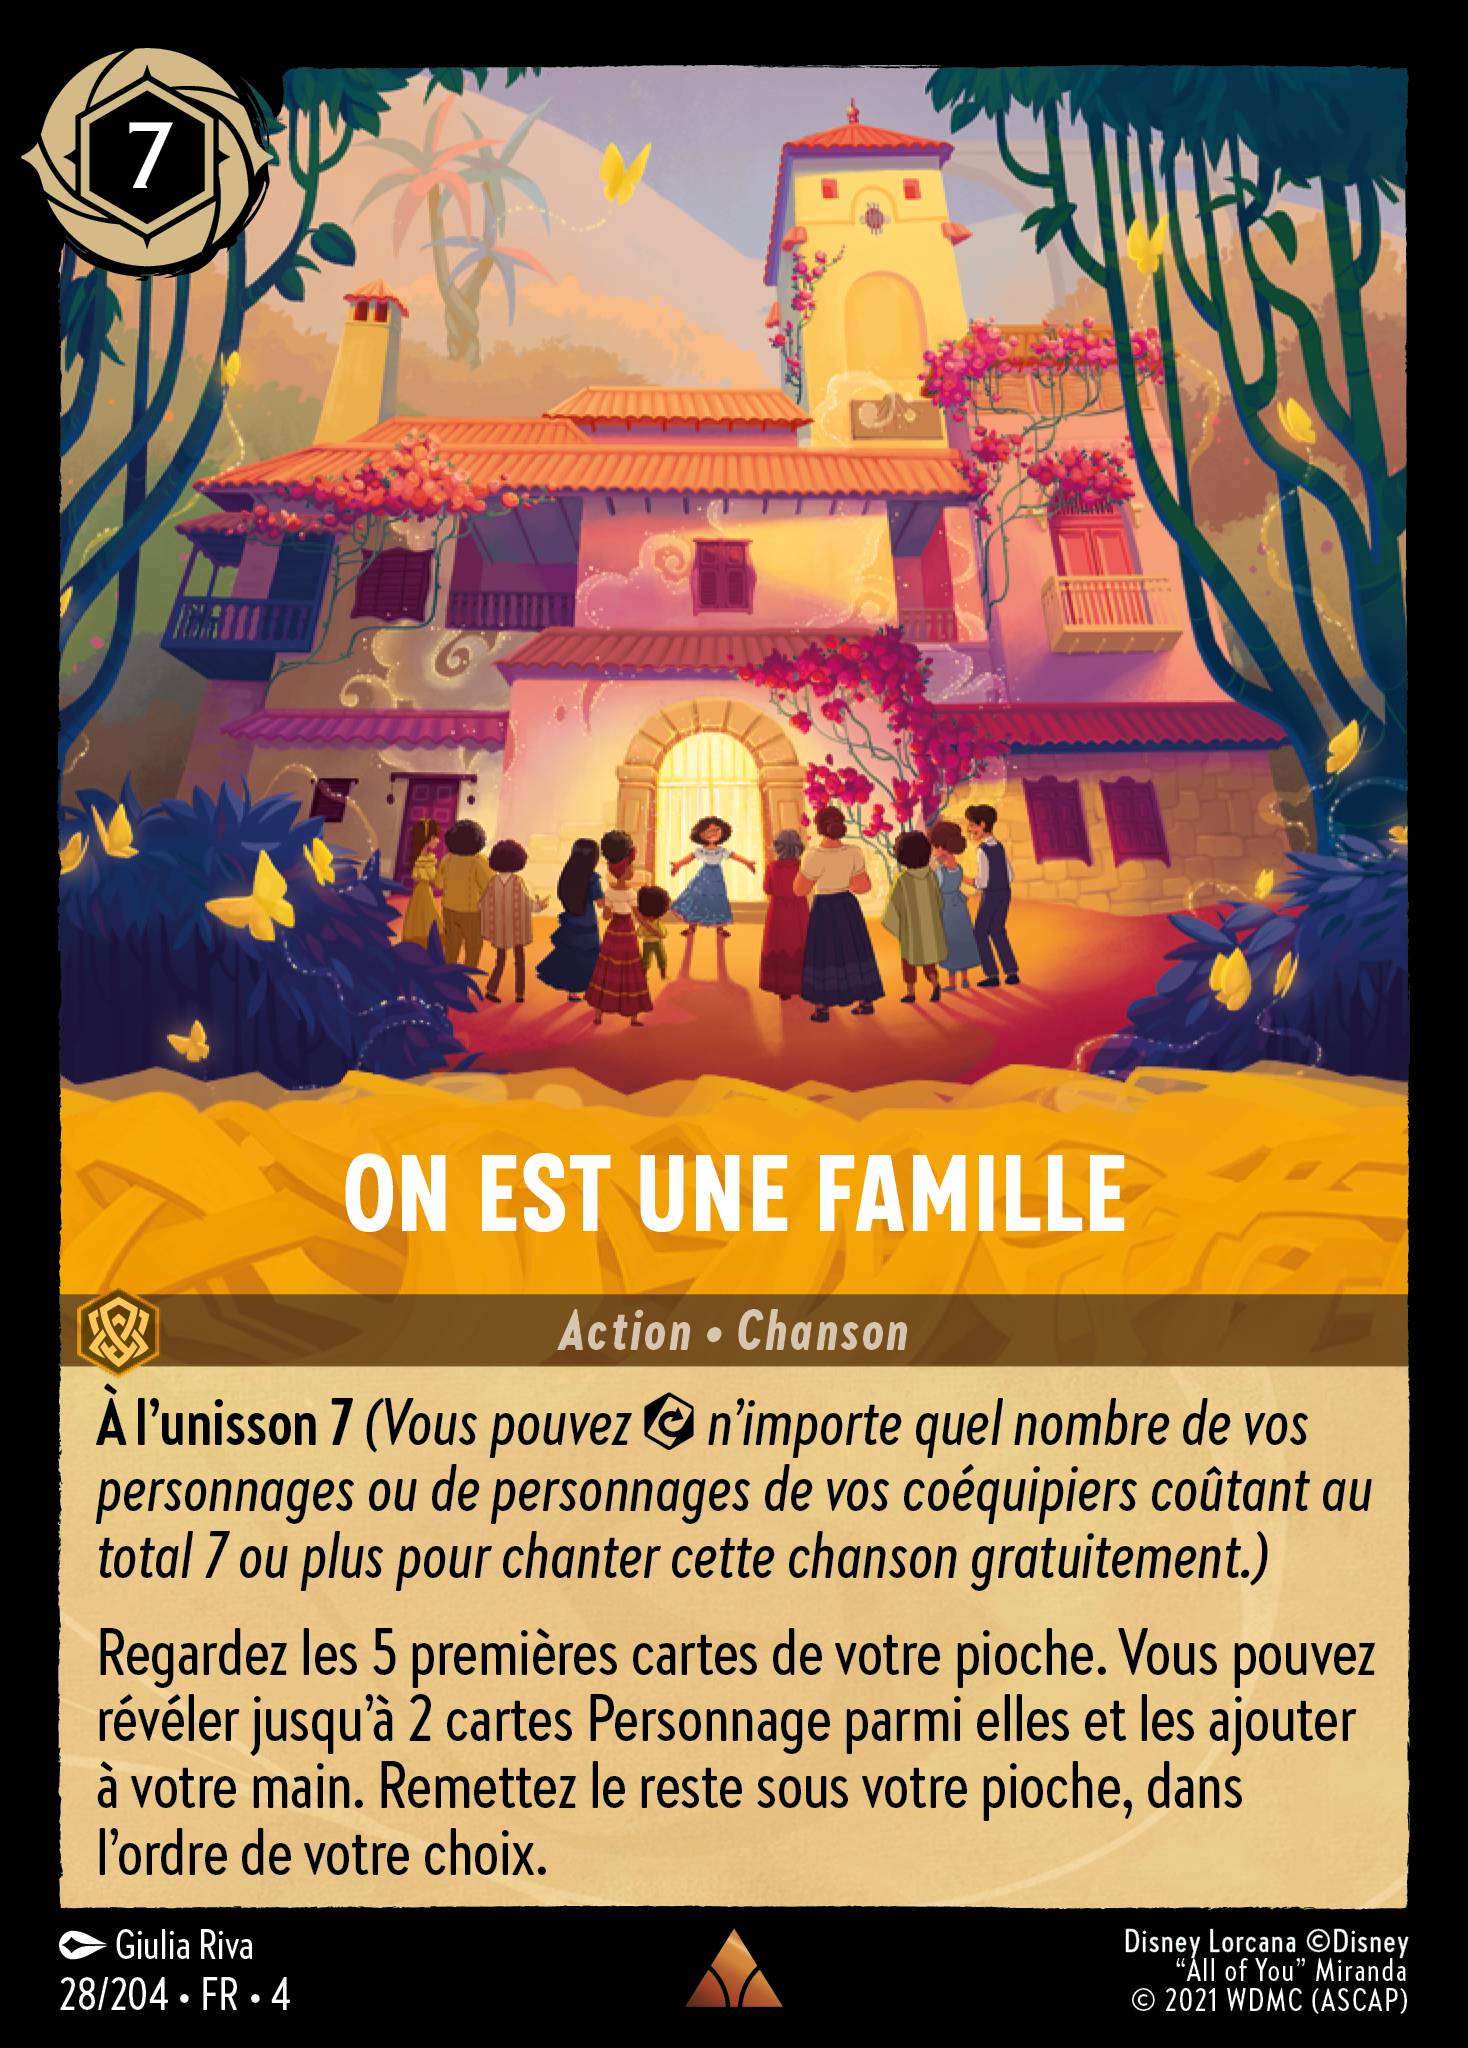 7
ON EST UNE FAMILLE
Action • Chanson
À l’unisson 7 (Vous pouvez n’importe quel nombre de vos
personnages ou de personnages de vos coéquipiers coûtant au
total 7 ou plus pour chanter cette chanson gratuitement.)
Regardez les 5 premières cartes de votre pioche. Vous pouvez
révéler jusqu’à 2 cartes Personnage parmi elles et les ajouter
à votre main. Remettez le reste sous votre pioche, dans
l’ordre de votre choix.
Giulia Riva
28/204 • FR • 4
Disney Lorcana ©Disney
“All of You” Miranda
© 2021 WDMC (ASCAP)